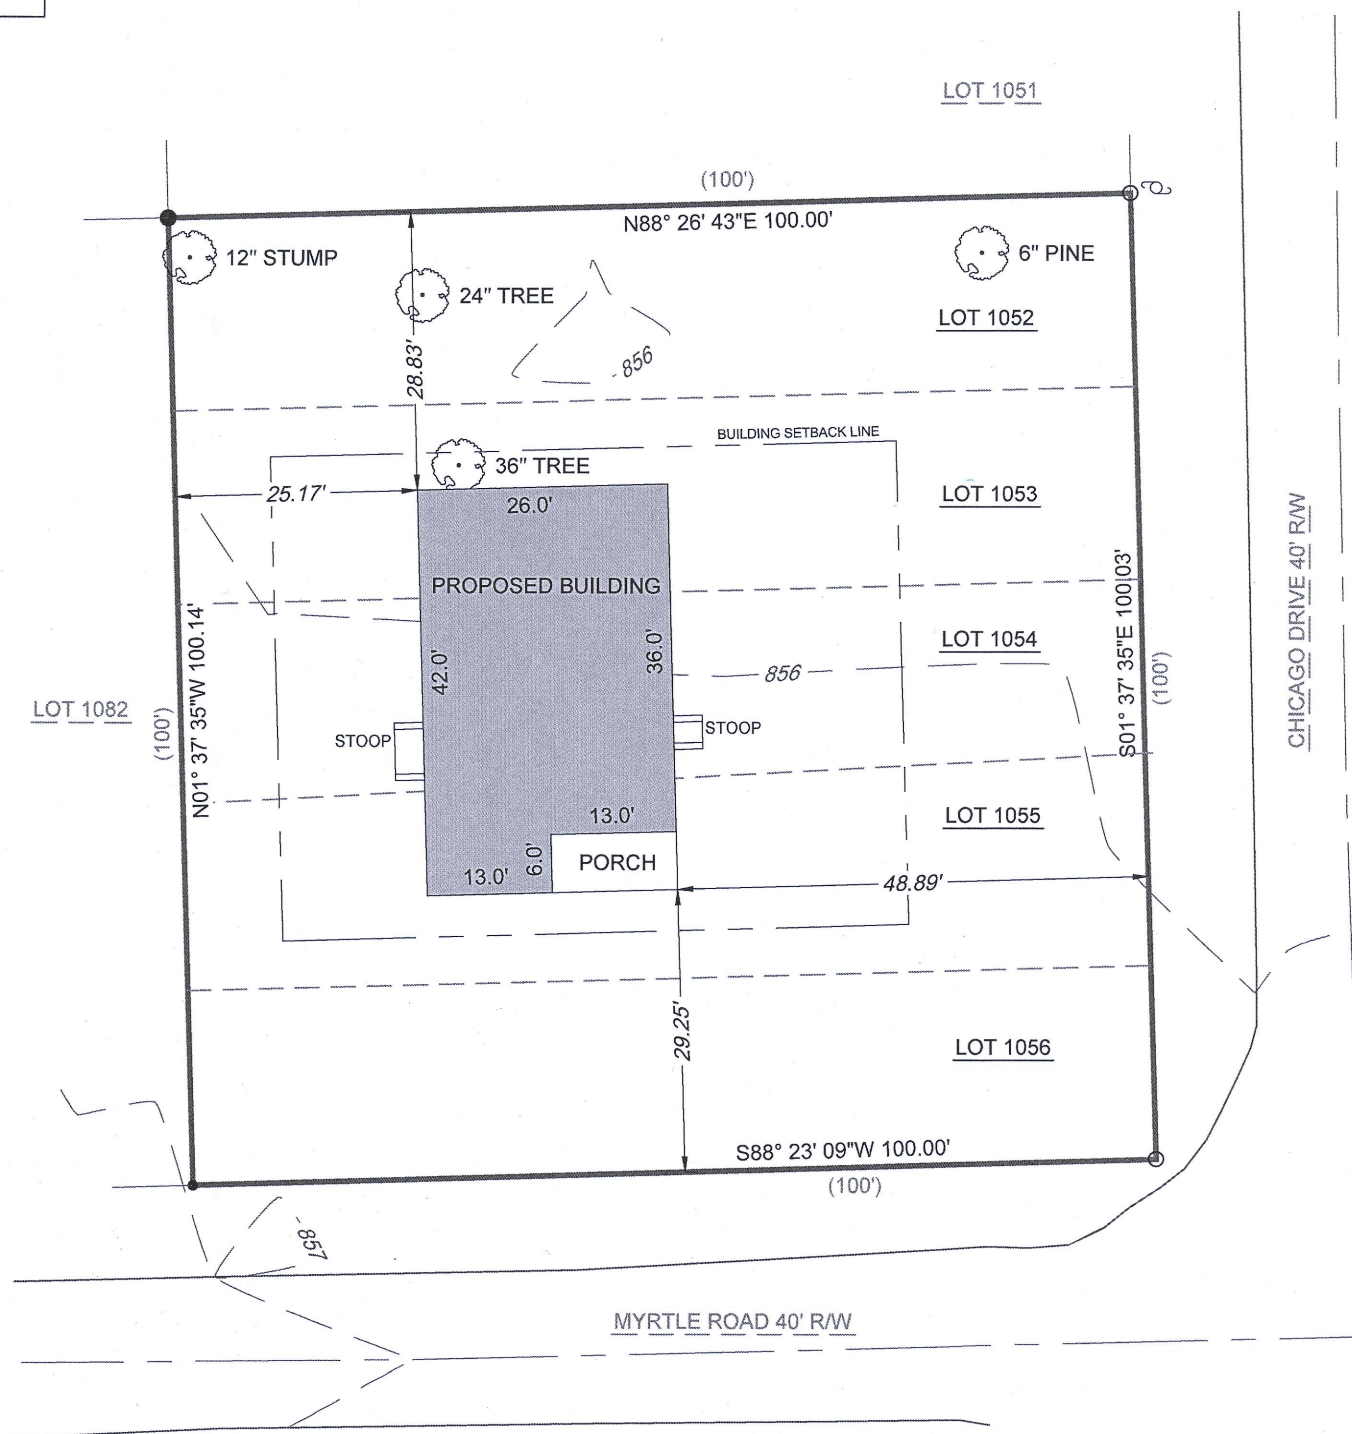 LOT 1051
(100')
N88° 26' 43"E 100.00'
12" STUMP
6" PINE
24" TREE
LOT 1052
28.83'
856
BUILDING SETBACK LINE
36" TREE
25.17'
26.0'
LOT 1053
PROPOSED BUILDING
CHICAGO DRIVE 40' R/W
S01° 37' 35"E 100.03'
(100')
N01° 37' 35"W 100.14'
(100')
LOT 1082
42.0'
36.0'
LOT 1054
856
STOOP
STOOP
13.0'
LOT 1055
6.0'
PORCH
13.0'
48.89'
29.25'
LOT 1056
S88° 23' 09"W 100.00'
(100')
857
MYRTLE ROAD 40' R/W